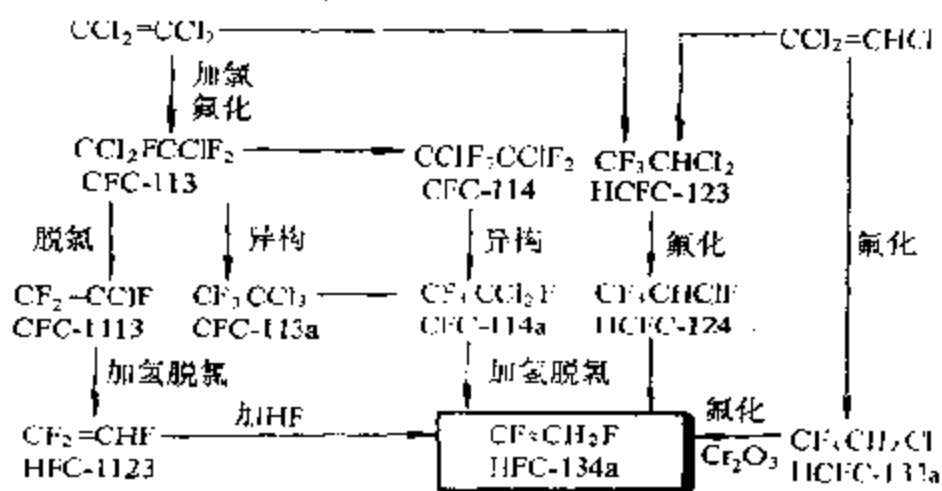 CCl₂=CCl₂
CCl₂=CHCl
加氯
氟化
CCl₂FCClF₂
CFC-113
CClF₂CClF₂
CFC-114
CF₃CHCl₂
HCFC-123
脱氯
异构
异构
氟化
氟化
CF₂=CClF
CFC-1113
CF₃CCl₃
CFC-113a
CF₃CCl₂F
CFC-114a
CF₃CHClF
HCFC-124
加氢脱氯
加氢脱氯
CF₂=CHF
HFC-1123
加HF
CF₃CH₂F
HFC-134a
氟化
Cr₂O₃
CF₃CH₂Cl
HCFC-133a